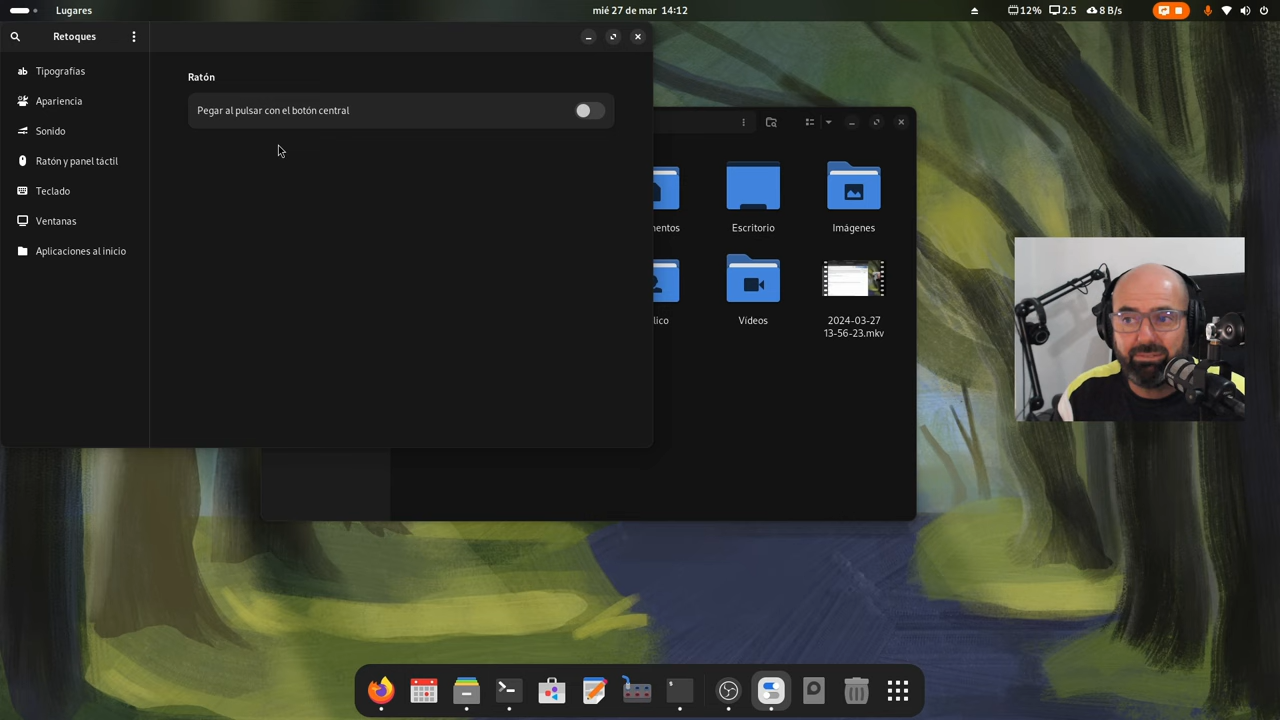 Lugares
mié 27 de mar 14:12
12%
2.5
8 B/s
Retoques
Tipografías
Apariencia
Sonido
Ratón y panel táctil
Teclado
Ventanas
Aplicaciones al inicio
Ratón
Pegar al pulsar con el botón central
entos
Escritorio
Imágenes
lico
Vídeos
2024-03-27
13-56-23.mkv